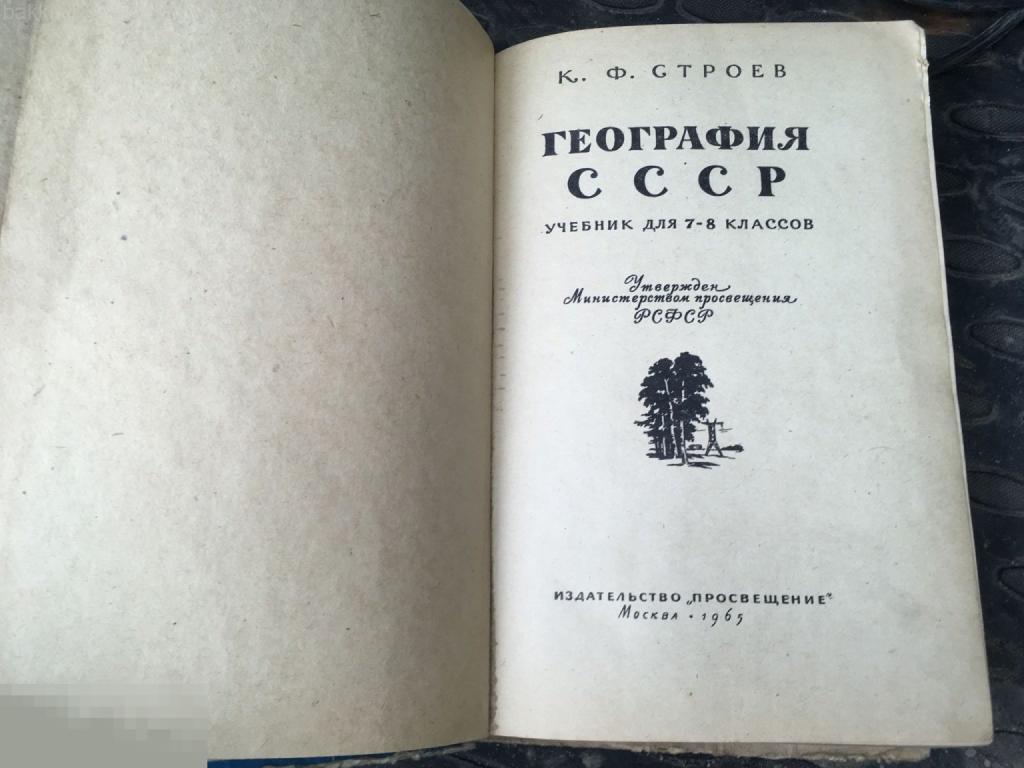 К. Ф. СТРОЕВ
ГЕОГРАФИЯ
СССР
УЧЕБНИК ДЛЯ 7-8 КЛАССОВ
Утвержден
Министерством просвещения
РСФСР
ИЗДАТЕЛЬСТВО „ПРОСВЕЩЕНИЕ"
Москва • 1965